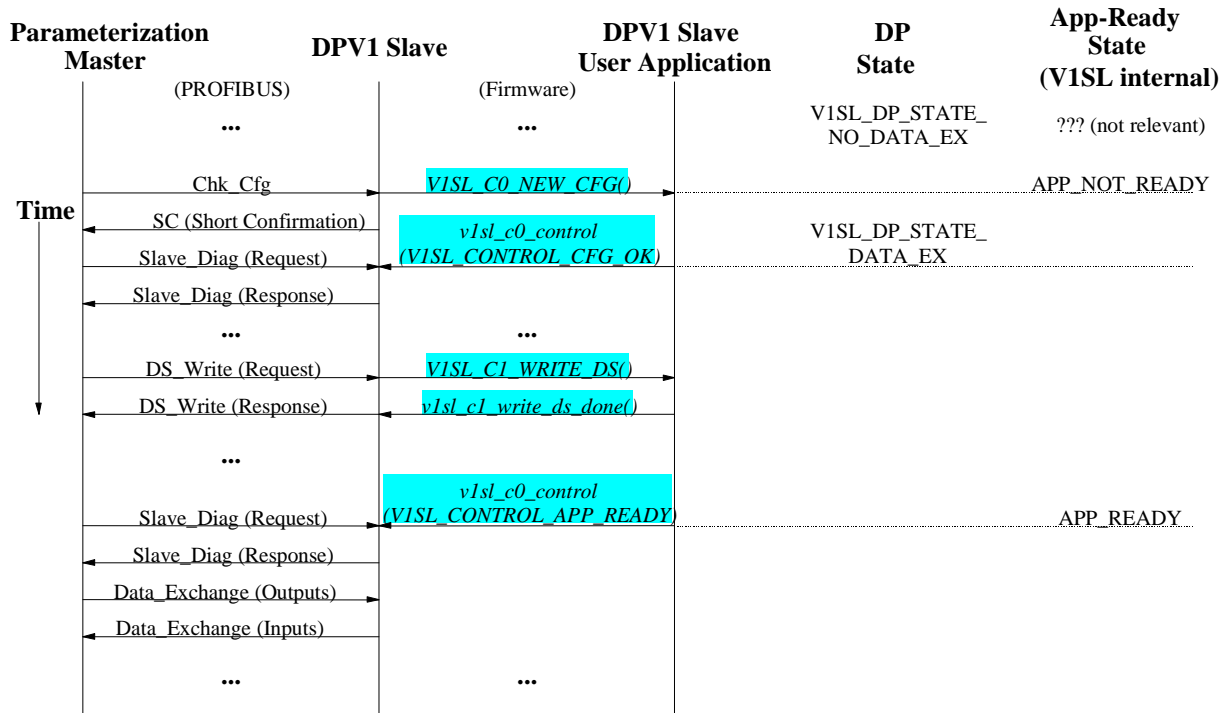 Parameterization
Master
DPV1 Slave
DPV1 Slave
User Application
DP
State
App-Ready
State
(V1SL internal)
(PROFIBUS)
(Firmware)
...
...
V1SL_DP_STATE_
NO_DATA_EX
??? (not relevant)
Chk_Cfg
V1SL_C0_NEW_CFG()
APP_NOT_READY
Time
SC (Short Confirmation)
v1sl_c0_control
(V1SL_CONTROL_CFG_OK)
V1SL_DP_STATE_
DATA_EX
Slave_Diag (Request)
Slave_Diag (Response)
...
...
DS_Write (Request)
V1SL_C1_WRITE_DS()
DS_Write (Response)
v1sl_c1_write_ds_done()
...
v1sl_c0_control
(V1SL_CONTROL_APP_READY)
Slave_Diag (Request)
APP_READY
Slave_Diag (Response)
Data_Exchange (Outputs)
Data_Exchange (Inputs)
...
...